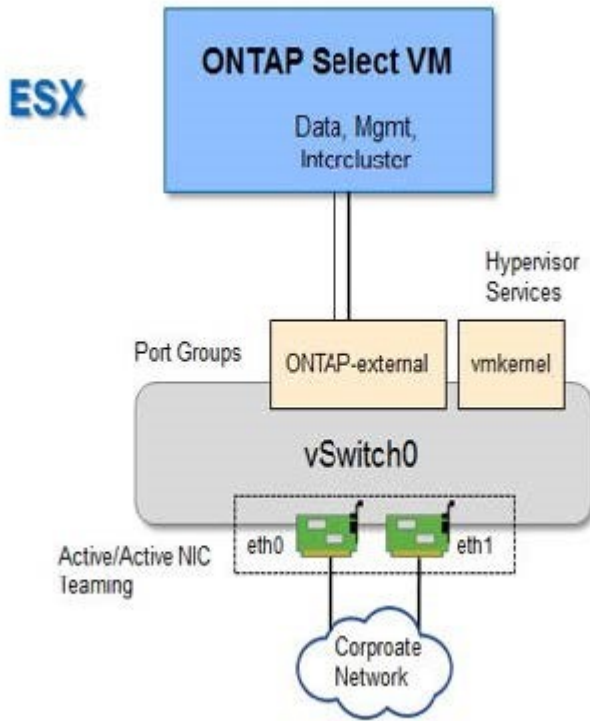 ESX
ONTAP Select VM
Data, Mgmt,
Intercluster
Hypervisor
Services
Port Groups
ONTAP-external
vmkernel
vSwitch0
eth0
eth1
Active/Active NIC
Teaming
Corproate
Network